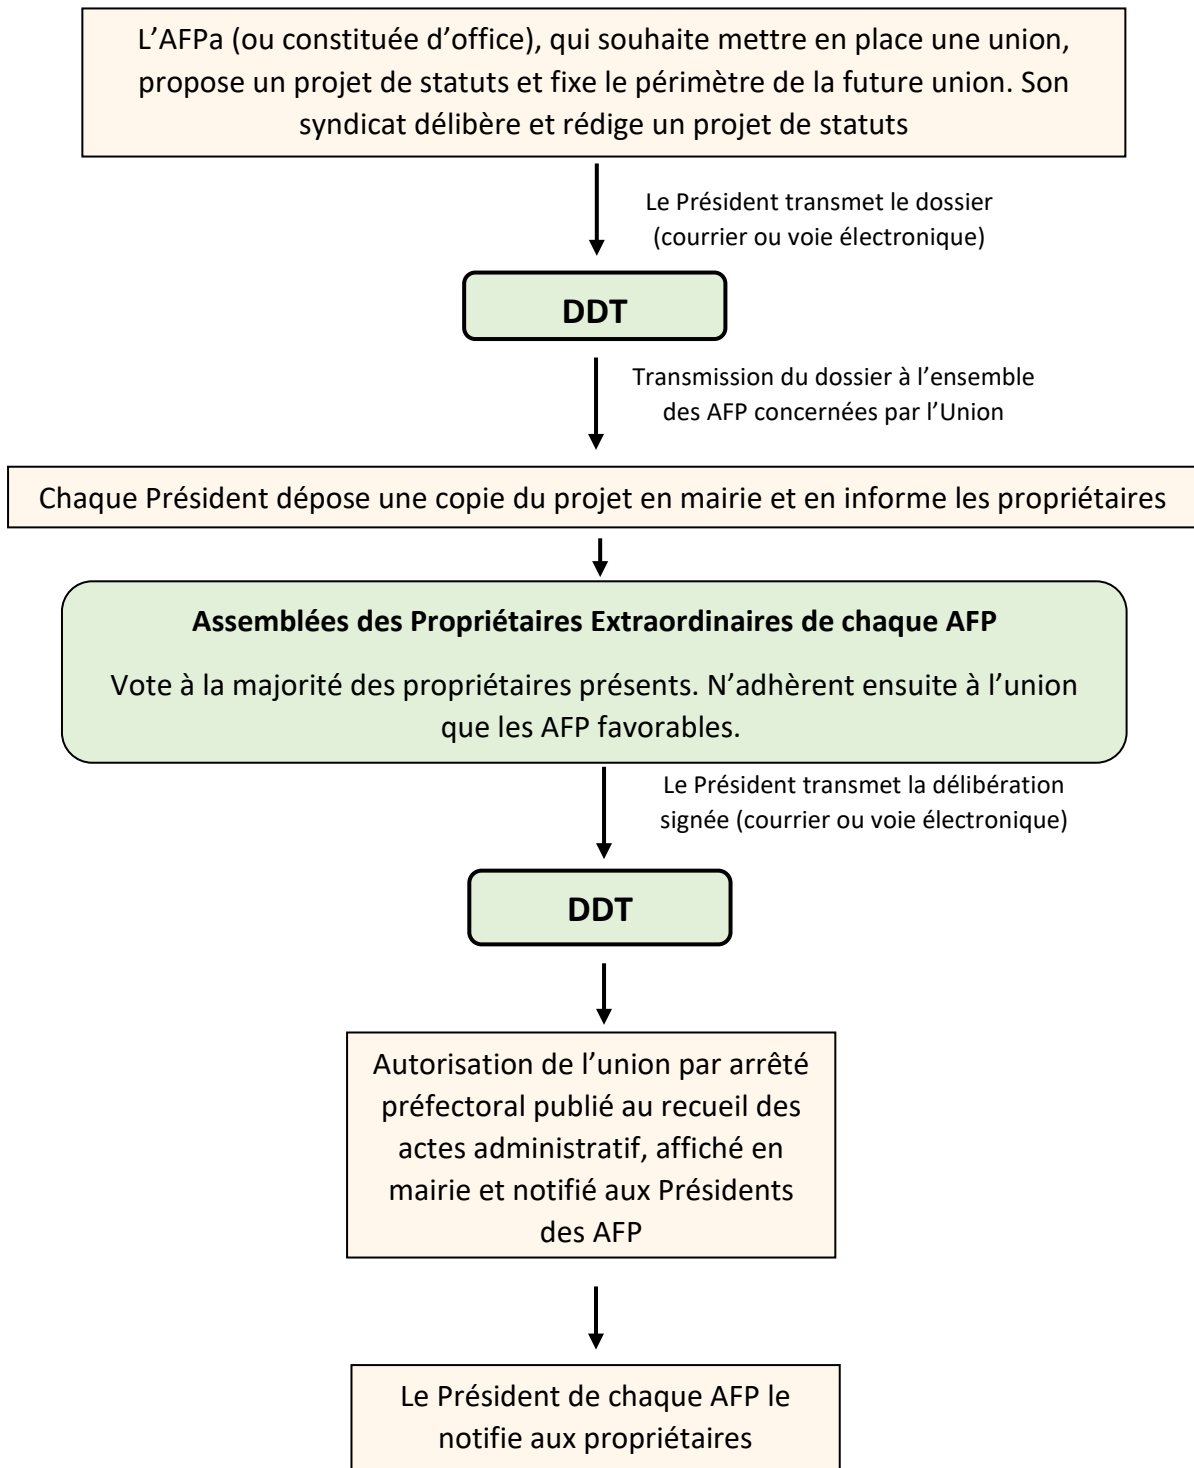 L’AFPa (ou constituée d’office), qui souhaite mettre en place une union,
propose un projet de statuts et fixe le périmètre de la future union. Son
syndicat délibère et rédige un projet de statuts
Le Président transmet le dossier
(courrier ou voie électronique)
DDT
Transmission du dossier à l’ensemble
des AFP concernées par l’Union
Chaque Président dépose une copie du projet en mairie et en informe les propriétaires
Assemblées des Propriétaires Extraordinaires de chaque AFP
Vote à la majorité des propriétaires présents. N’adhèrent ensuite à l’union
que les AFP favorables.
Le Président transmet la délibération
signée (courrier ou voie électronique)
DDT
Autorisation de l’union par arrêté
préfectoral publié au recueil des
actes administratif, affiché en
mairie et notifié aux Présidents
des AFP
Le Président de chaque AFP le
notifie aux propriétaires